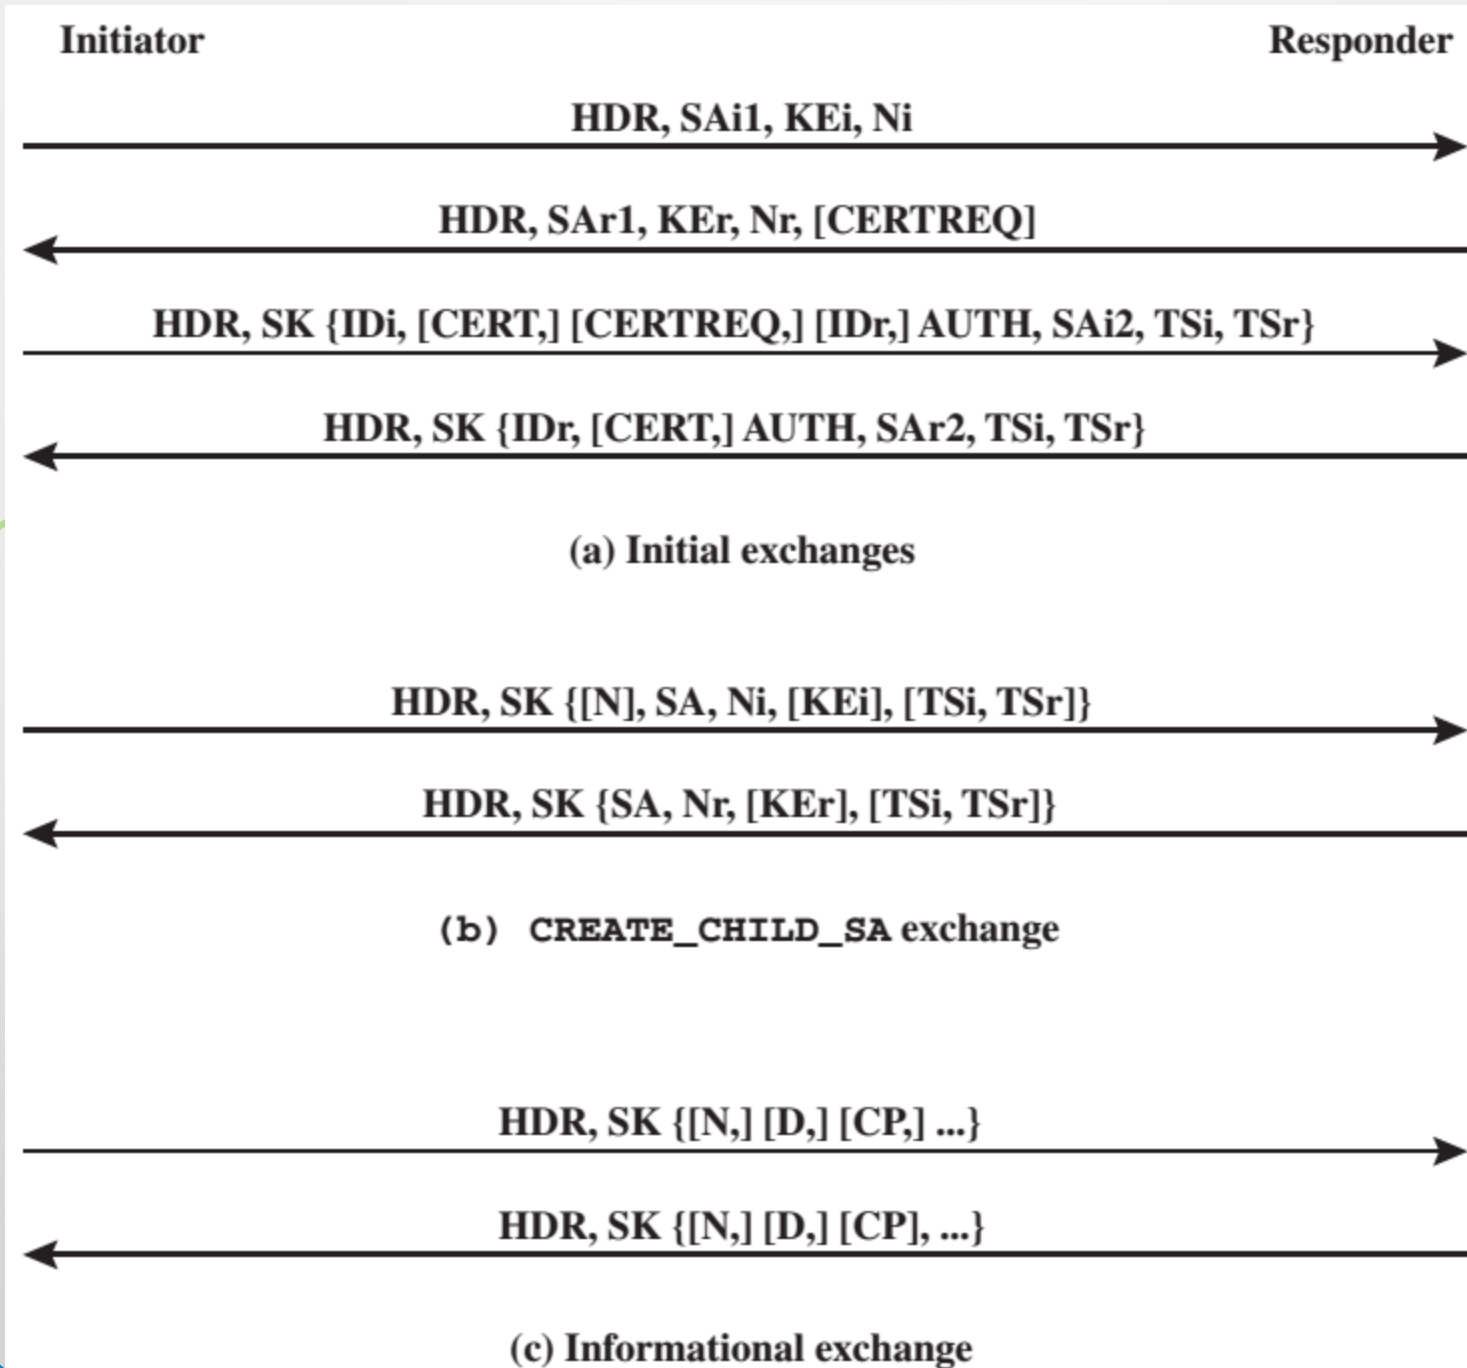 Initiator Responder
HDR, SAi1, KEi, Ni
HDR, SAr1, KEr, Nr, [CERTREQ]
HDR, SK {IDi, [CERT,] [CERTREQ,] [IDr,] AUTH, SAi2, TSi, TSr}
HDR, SK {IDr, [CERT,] AUTH, SAr2, TSi, TSr}
(a) Initial exchanges
HDR, SK {[N], SA, Ni, [KEi], [TSi, TSr]}
HDR, SK {SA, Nr, [KEr], [TSi, TSr]}
(b) CREATE_CHILD_SA exchange
HDR, SK {[N,] [D,] [CP,] ...}
HDR, SK {[N,] [D,] [CP], ...}
(c) Informational exchange